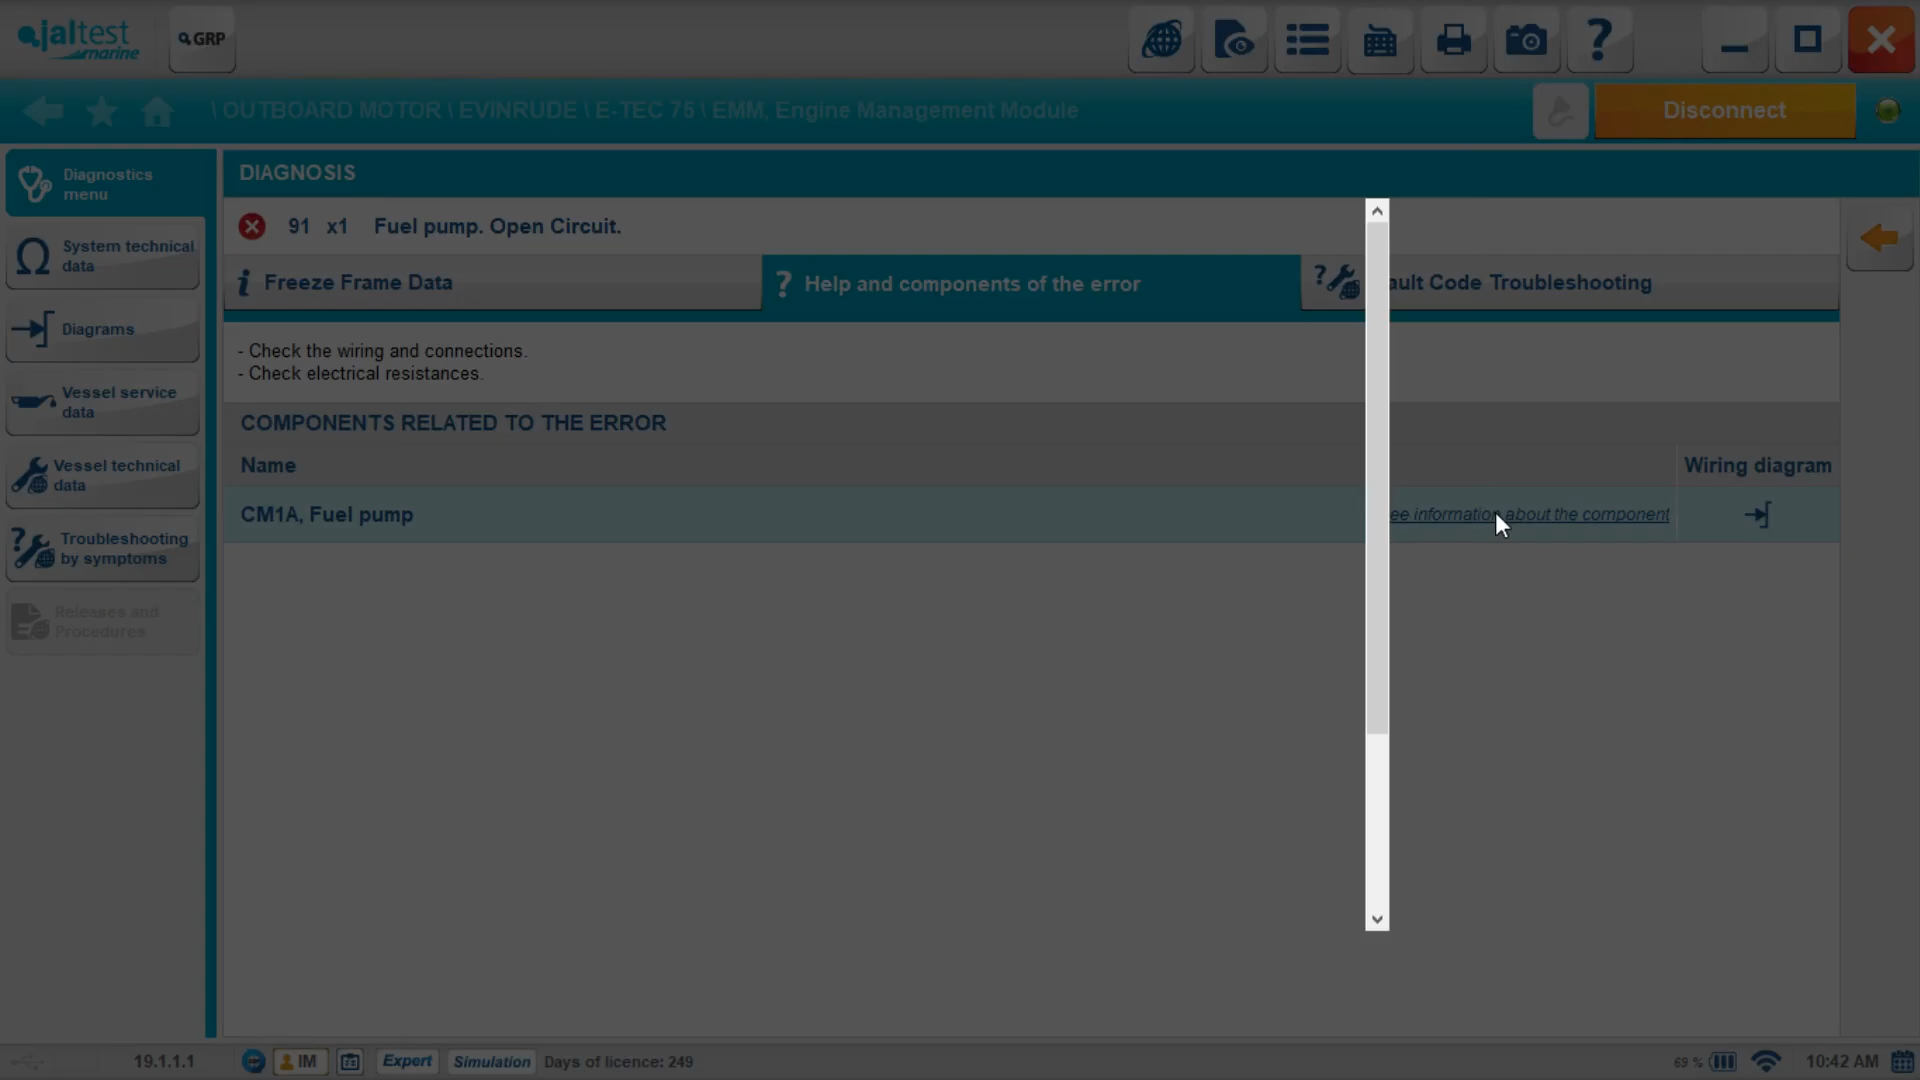 jaltest
marine
GRP
\ OUTBOARD MOTOR \ EVINRUDE \ E-TEC 75 \ EMM, Engine Management Module
Disconnect
Diagnostics
menu
System technical
data
Diagrams
Vessel service
data
Vessel technical
data
Troubleshooting
by symptoms
Releases and
Procedures
DIAGNOSIS
91 x1 Fuel pump. Open Circuit.
Freeze Frame Data
Help and components of the error
ault Code Troubleshooting
- Check the wiring and connections.
- Check electrical resistances.
COMPONENTS RELATED TO THE ERROR
Name
Wiring diagram
CM1A, Fuel pump
ee information about the component
19.1.1.1
IM
Expert
Simulation
Days of licence: 249
69 %
10:42 AM